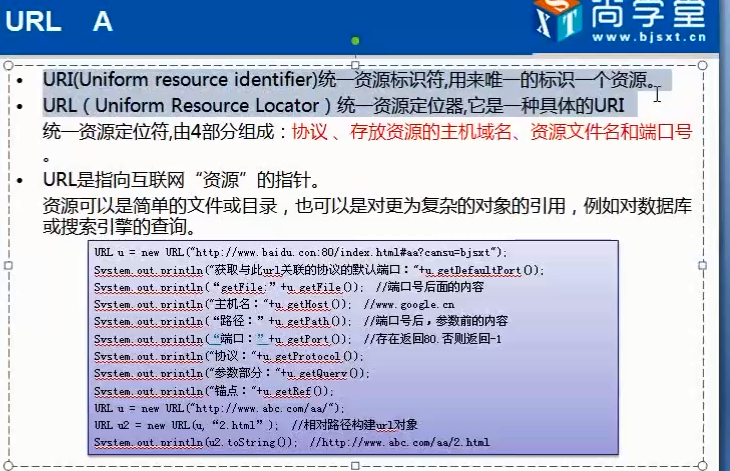 URL A
尚学堂
www.bjsxt.cn
• URI(Uniform resource identifier)统一资源标识符,用来唯一的标识一个资源。
• URL（Uniform Resource Locator）统一资源定位器,它是一种具体的URI
统一资源定位符,由4部分组成：协议 、存放资源的主机域名、资源文件名和端口号
。
• URL是指向互联网“资源”的指针。
资源可以是简单的文件或目录，也可以是对更为复杂的对象的引用，例如对数据库
或搜索引擎的查询。
URL u = new URL("http://www.baidu.con:80/index.html#aa?cansu=bjsxt");
System.out.println("获取与此url关联的协议的默认端口："+u.getDefaultPort());
System.out.println(“getFile:”+u.getFile()); //端口号后面的内容
System.out.println("主机名："+u.getHost()); //www.google.cn
System.out.println(“路径：”+u.getPath()); //端口号后，参数前的内容
System.out.println(“端口：”+u.getPort()); //存在返回80.否则返回-1
System.out.println("协议："+u.getProtocol());
System.out.println("参数部分："+u.getQuery());
System.out.println("锚点："+u.getRef());
URL u = new URL("http://www.abc.com/aa/");
URL u2 = new URL(u,“2.html”); //相对路径构建url对象
System.out.println(u2.toString()); //http://www.abc.com/aa/2.html